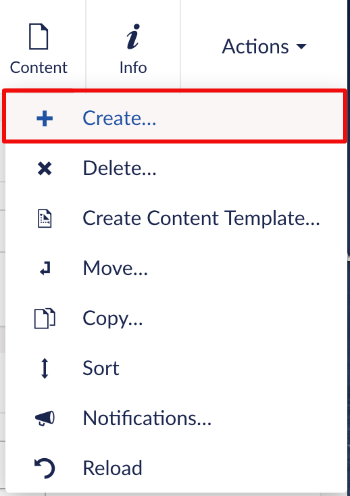 Content
Info
Actions
Create...
Delete...
Create Content Template...
Move...
Copy...
Sort
Notifications...
Reload